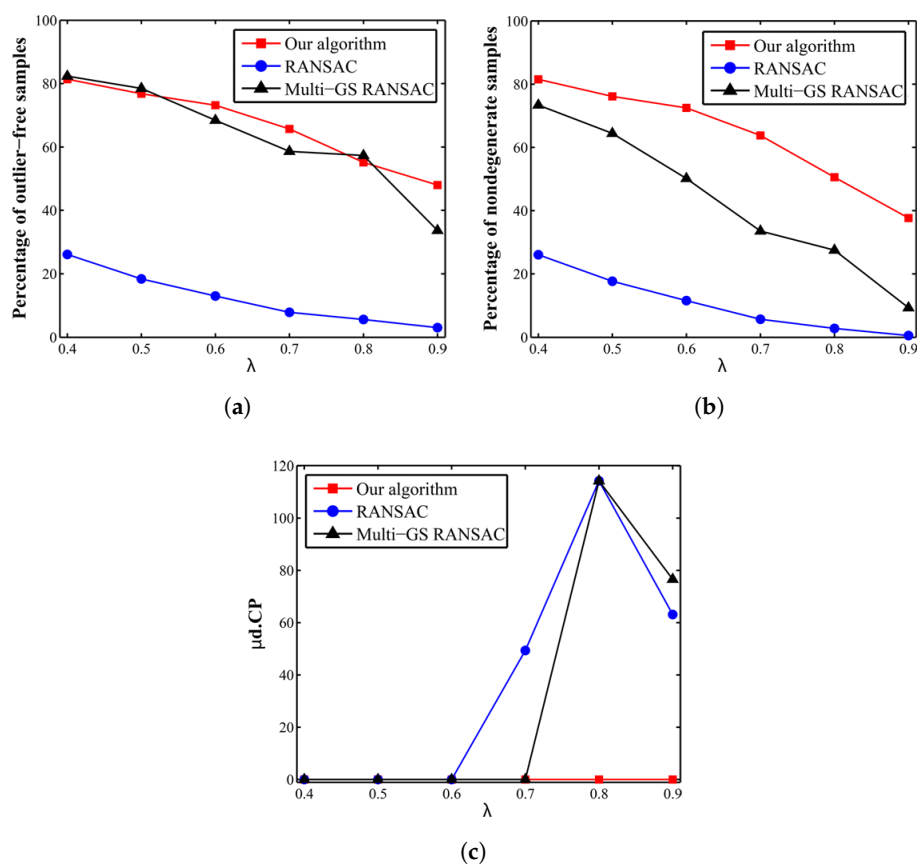 Percentage of outlier−free samples
100
80
60
40
20
0
Our algorithm
RANSAC
Multi−GS RANSAC
0.4 0.5 0.6 0.7 0.8 0.9
λ
(a)
Percentage of nondegenerate samples
100
80
60
40
20
0
Our algorithm
RANSAC
Multi−GS RANSAC
0.4 0.5 0.6 0.7 0.8 0.9
λ
(b)
μd.CP
120
100
80
60
40
20
0
Our algorithm
RANSAC
Multi−GS RANSAC
0.4 0.5 0.6 0.7 0.8 0.9
λ
(c)